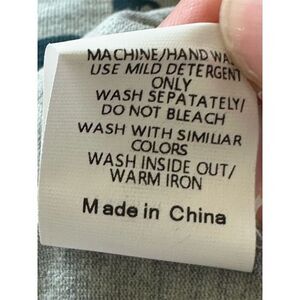 MACHINE/HAND WAS
USE MILD DETERGENT
ONLY
WASH SEPATATELY/
DO NOT BLEACH
WASH WITH SIMILIAR
COLORS
WASH INSIDE OUT/
WARM IRON
Made in China